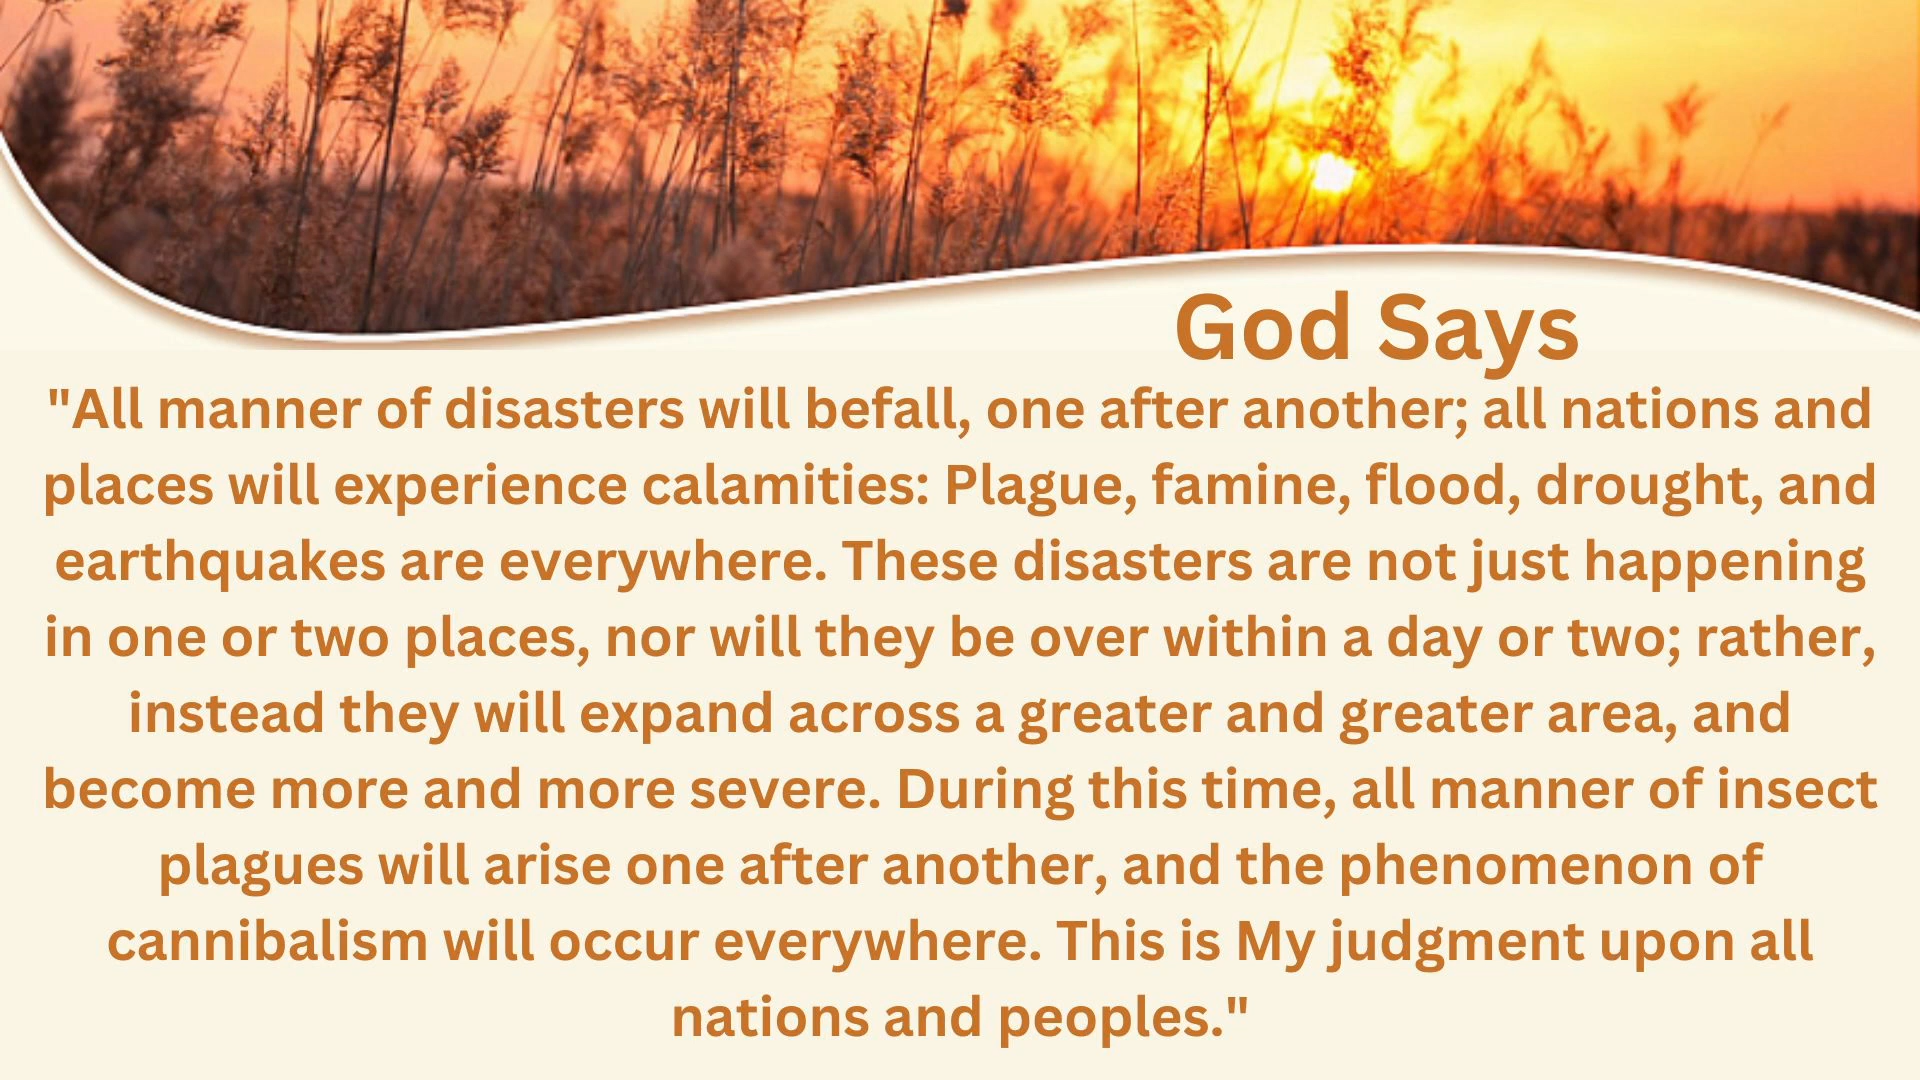 God Says
"All manner of disasters will befall, one after another; all nations and
places will experience calamities: Plague, famine, flood, drought, and
earthquakes are everywhere. These disasters are not just happening
in one or two places, nor will they be over within a day or two; rather,
instead they will expand across a greater and greater area, and
become more and more severe. During this time, all manner of insect
plagues will arise one after another, and the phenomenon of
cannibalism will occur everywhere. This is My judgment upon all
nations and peoples."